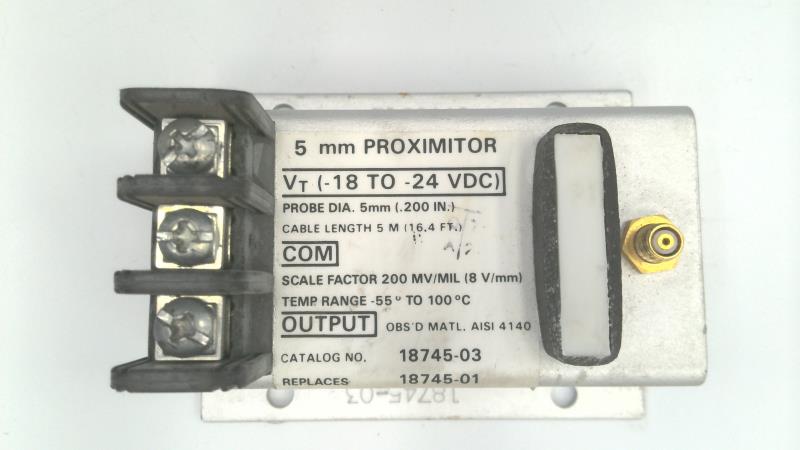 5 mm PROXIMITOR
VT (-18 TO -24 VDC)
PROBE DIA. 5mm (.200 IN.)
CABLE LENGTH 5 M (16.4 FT.)
COM
SCALE FACTOR 200 MV/MIL (8 V/mm)
TEMP RANGE -55° TO 100°C
OUTPUT OBS'D MATL. AISI 4140
CATALOG NO. 18745-03
REPLACES 18745-01
18745-03